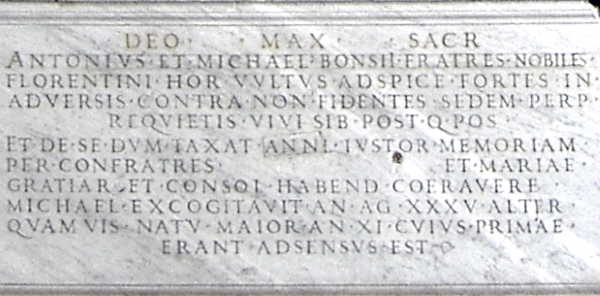 DEO · MAX · SACR
ANTONIVS · ET · MICHAEL · BONSII · FRATRES · NOBILES ·
FLORENTINI · HOR · VVLTVS · ADSPICE · FORTES · IN ·
ADVERSIS · CONTRA · NON · FIDENTES · SEDEM · PERP ·
REQVIETIS · VIVI · SIB · POST · Q · POS ·
ET · DE · SE · DVM · TAXAT · ANNI · IVSTOR · MEMORIAM ·
PER · CONFRATRES · ET · MARIAE ·
GRATIAR · ET · CONSOL · HABEND · COERAVERE
MICHAEL · EXCOGITAVIT · AN · AG · XXXV · ALTER ·
QVAMVIS · NATV · MAIOR · AN · XI · CVIVS · PRIMAE ·
ERANT · ADSENSVS · EST